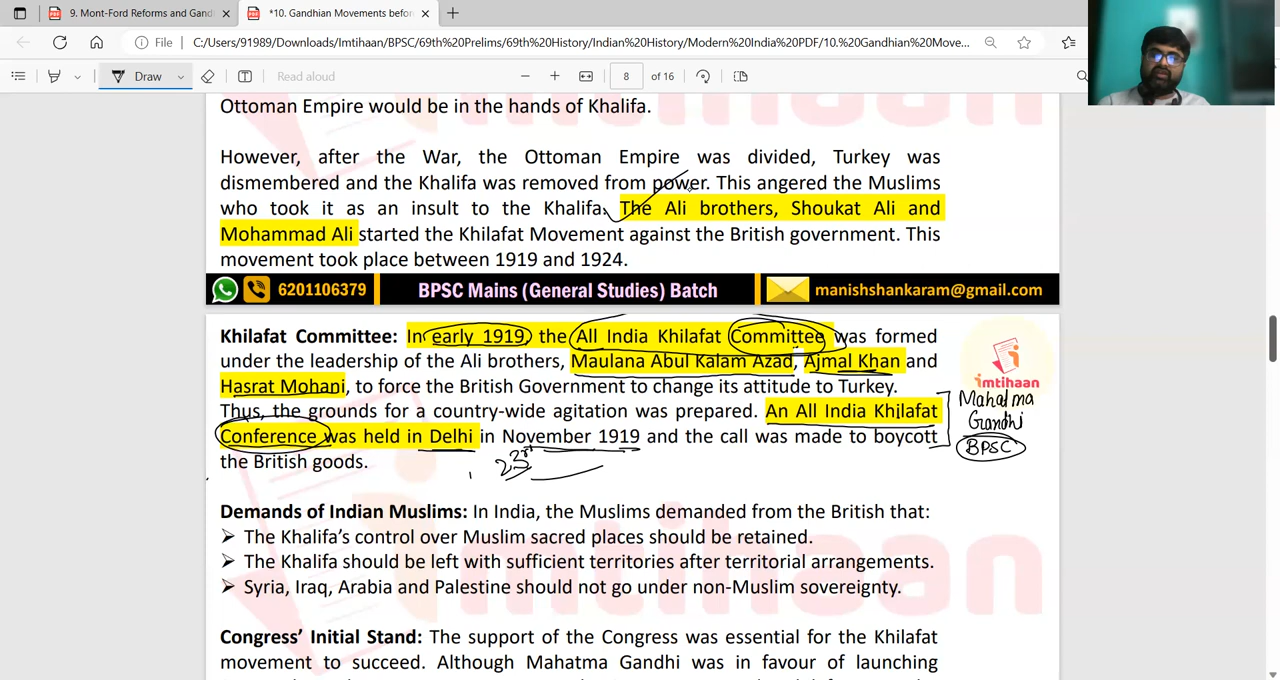 9. Mont-Ford Reforms and Gand
*10. Gandhian Movements befor
File
C:/Users/91989/Downloads/Imtihaan/BPSC/69th%20Prelims/69th%20History/Indian%20History/Modern%20India%20PDF/10.%20Gandhian%20Move...
Draw
Read aloud
8 of 16
Ottoman Empire would be in the hands of Khalifa.
However, after the War, the Ottoman Empire was divided, Turkey was
dismembered and the Khalifa was removed from power. This angered the Muslims
who took it as an insult to the Khalifa. The Ali brothers, Shoukat Ali and
Mohammad Ali started the Khilafat Movement against the British government. This
movement took place between 1919 and 1924.
6201106379 BPSC Mains (General Studies) Batch manishshankaram@gmail.com
Khilafat Committee: In early 1919, the All India Khilafat Committee was formed
under the leadership of the Ali brothers, Maulana Abul Kalam Azad, Ajmal Khan and
Hasrat Mohani, to force the British Government to change its attitude to Turkey.
Thus, the grounds for a country-wide agitation was prepared. An All India Khilafat
Conference was held in Delhi in November 1919 and the call was made to boycott
the British goods.
imtihaan
Mahatma
Gandhi
BPSC
23rd
Demands of Indian Muslims: In India, the Muslims demanded from the British that:
➢ The Khalifa's control over Muslim sacred places should be retained.
➢ The Khalifa should be left with sufficient territories after territorial arrangements.
➢ Syria, Iraq, Arabia and Palestine should not go under non-Muslim sovereignty.
Congress' Initial Stand: The support of the Congress was essential for the Khilafat
movement to succeed. Although Mahatma Gandhi was in favour of launching